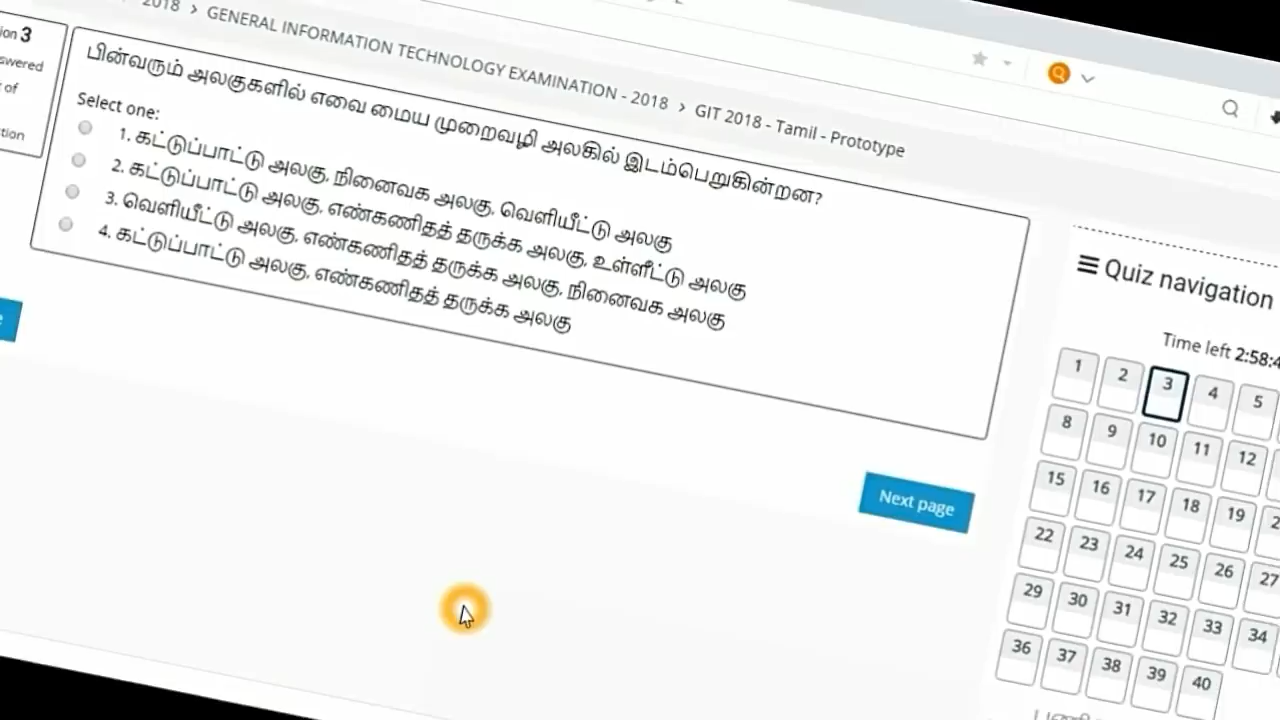 2018 > GENERAL INFORMATION TECHNOLOGY EXAMINATION - 2018 > GIT 2018 - Tamil - Prototype
3
of
பின்வரும் அலகுகளில் எவை மைய முறைவழி அலகில் இடம்பெறுகின்றன?
Select one:
1. கட்டுப்பாட்டு அலகு, நினைவக அலகு, வெளியீட்டு அலகு
2. கட்டுப்பாட்டு அலகு, எண்கணிதத் தருக்க அலகு, உள்ளீட்டு அலகு
3. வெளியீட்டு அலகு, எண்கணிதத் தருக்க அலகு, நினைவக அலகு
4. கட்டுப்பாட்டு அலகு, எண்கணிதத் தருக்க அலகு
Next page
Quiz navigation
Time left 2:58:4
1 2 3 4 5
8 9 10 11 12
15 16 17 18 19
22 23 24 25 26 27
29 30 31 32 33 34
36 37 38 39 40